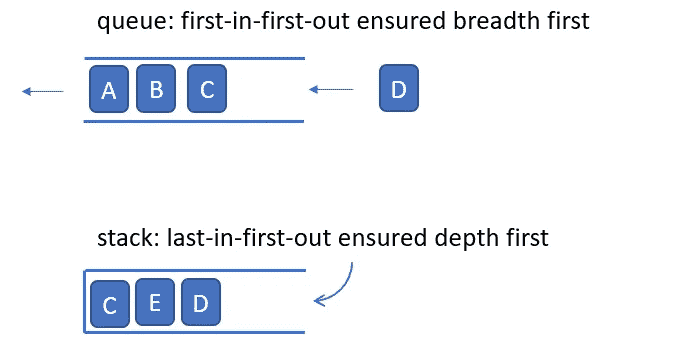 queue: first-in-first-out ensured breadth first
A B C D
stack: last-in-first-out ensured depth first
C E D